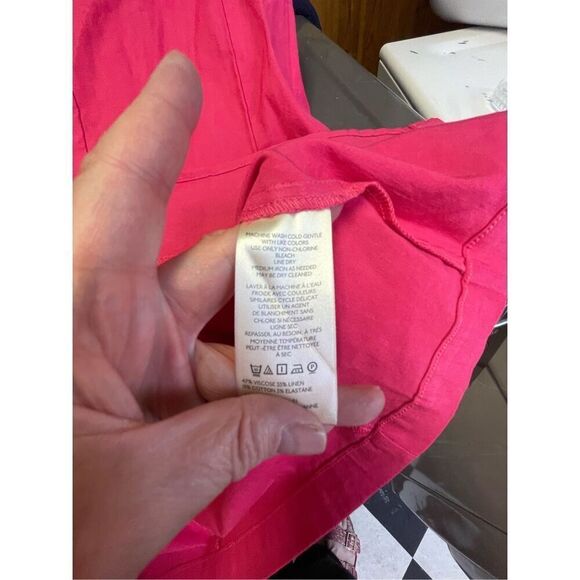 MACHINE WASH COLD GENTLE
WITH LIKE COLORS
USE ONLY NON-CHLORINE
BLEACH
LINE DRY
MEDIUM IRON AS NEEDED
MAY BE DRY CLEANED
LAVER À LA MACHINE À L'EAU
FROIDE AVEC COULEURS
SIMILAIRES CYCLE DÉLICAT
UTILISER UN AGENT
DE BLANCHIMENT SANS
CHLORE SI NÉCESSAIRE
LIGNE SEC
REPASSER, AU BESOIN, À TRÈS
MOYENNE TEMPÉRATURE
PEUT-ÊTRE ÊTRE NETTOYÉE
À SEC
P
47% VISCOSE 35% LINEN
COTTON 3% ELASTANE